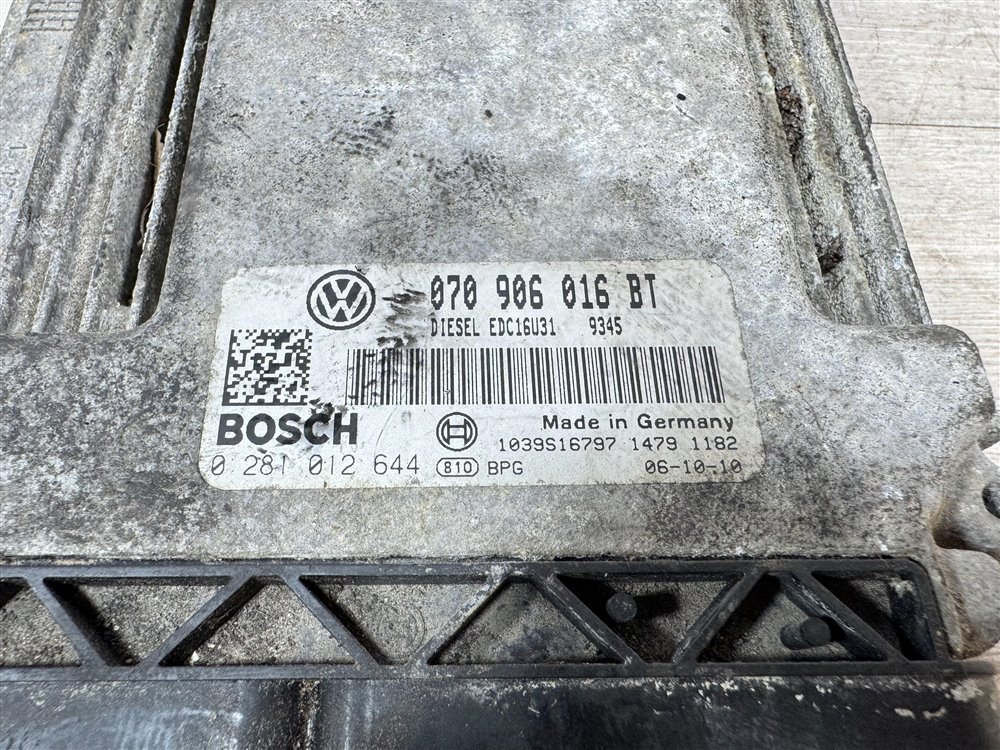 070 906 016 BT
DIESEL EDC16U31 9345
BOSCH
Made in Germany
1039S16797 1479 1182
0 281 012 644 810 BPG 06-10-10